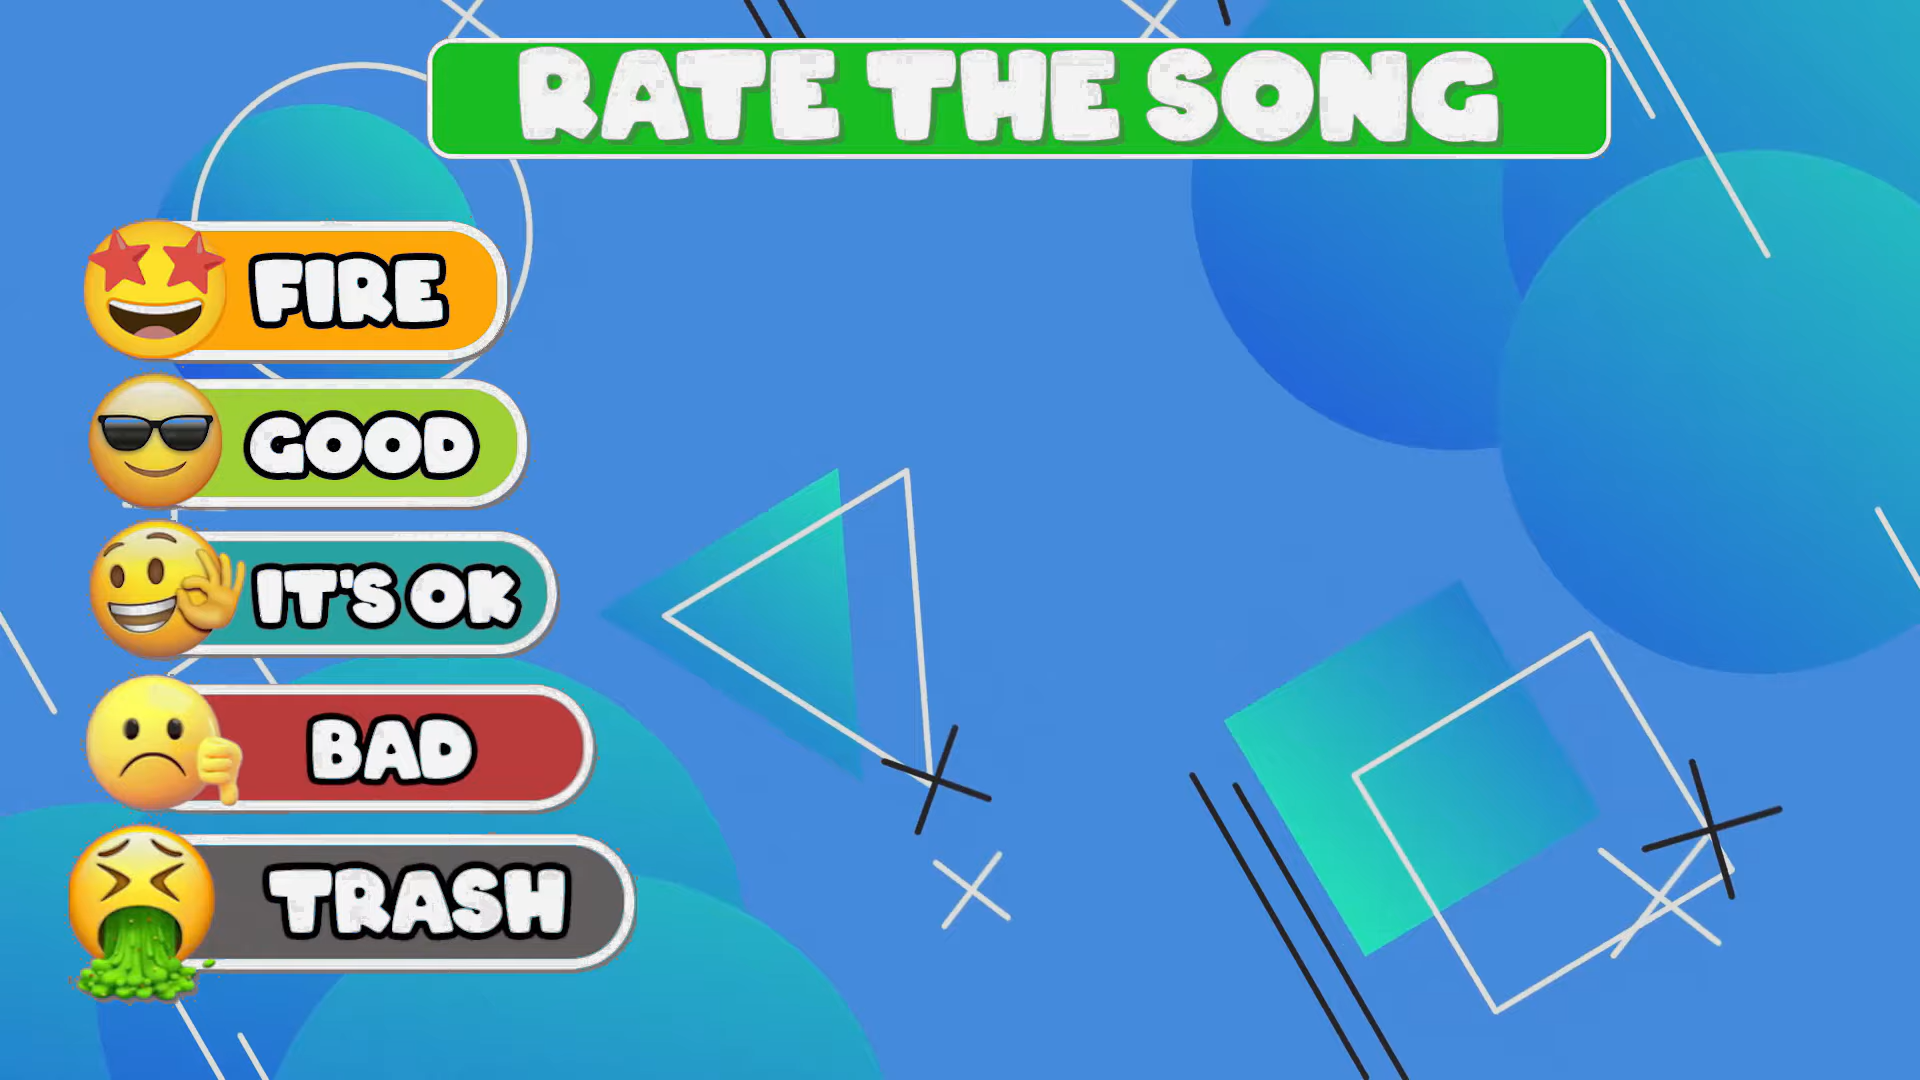 RATE THE SONG
FIRE
GOOD
IT'S OK
BAD
TRASH